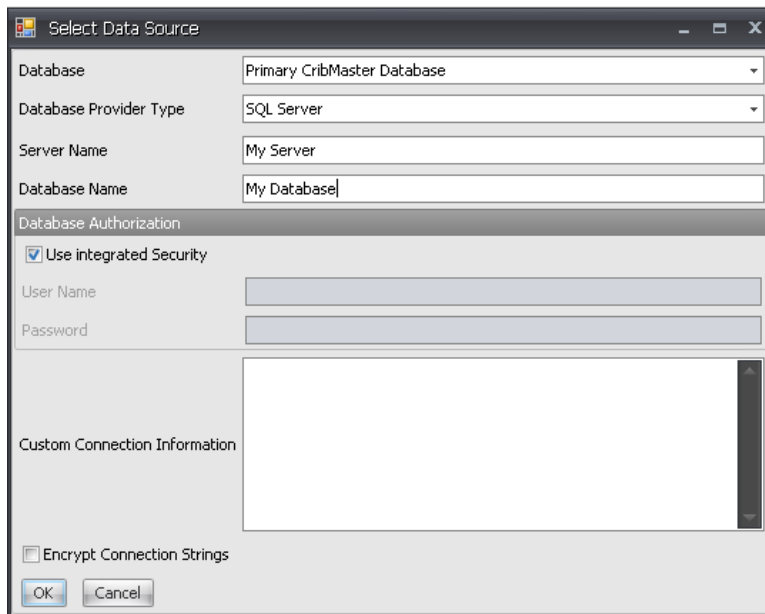 Select Data Source
Database Primary CribMaster Database
Database Provider Type SQL Server
Server Name My Server
Database Name My Database
Database Authorization
Use integrated Security
User Name
Password
Custom Connection Information
Encrypt Connection Strings
OK Cancel